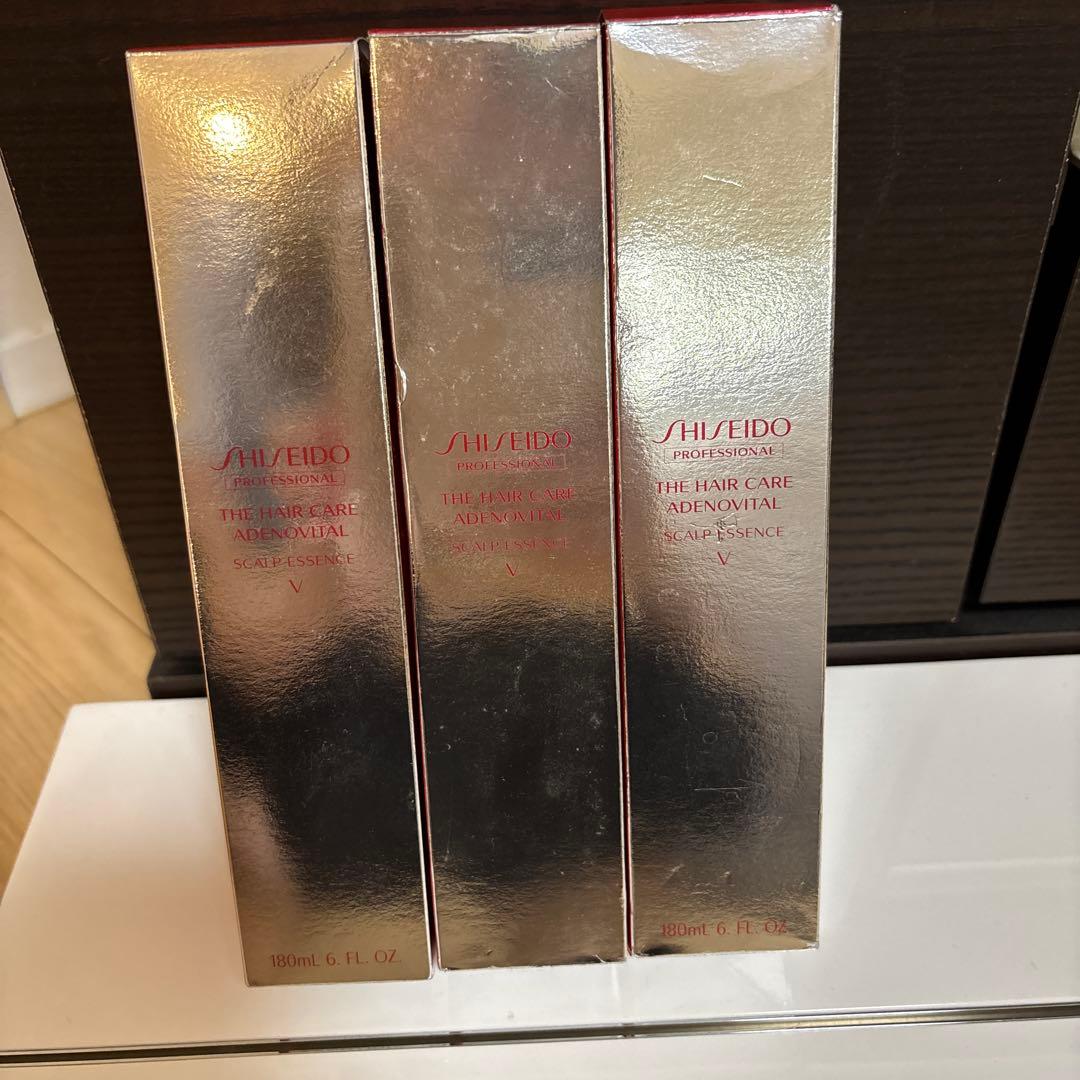 SHISEIDO
PROFESSIONAL
THE HAIR CARE
ADENOVITAL
SCALP ESSENCE
V
180mL 6. FL. OZ.
SHISEIDO
PROFESSIONAL
THE HAIR CARE
ADENOVITAL
SCALP ESSENCE
V
SHISEIDO
PROFESSIONAL
THE HAIR CARE
ADENOVITAL
SCALP ESSENCE
V
180mL 6. FL. OZ.